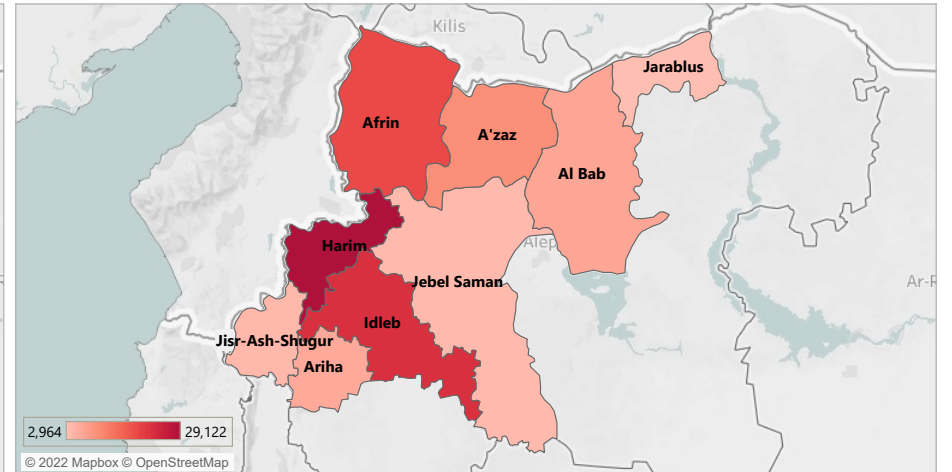 Kilis
Jarablus
Afrin
A'zaz
Al Bab
Harim
Alep
Jebel Saman
Ar-R
Idleb
Jisr-Ash-Shugur
Ariha
2,964
29,122
© 2022 Mapbox © OpenStreetMap